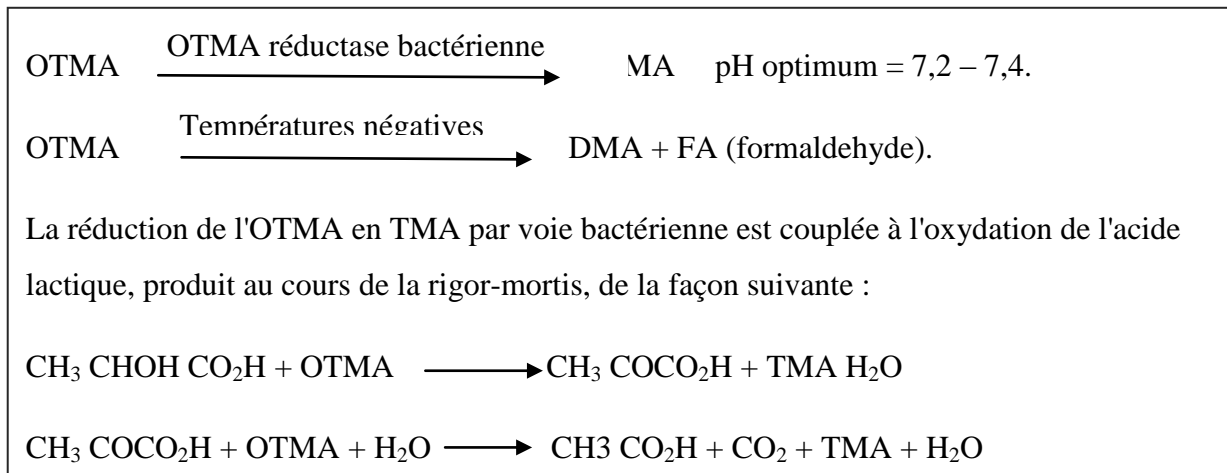 OTMA réductase bactérienne
OTMA MA pH optimum = 7,2 – 7,4.
Températures négatives
OTMA DMA + FA (formaldehyde).
La réduction de l'OTMA en TMA par voie bactérienne est couplée à l'oxydation de l'acide
lactique, produit au cours de la rigor-mortis, de la façon suivante :
CH₃ CHOH CO₂H + OTMA ⟶ CH₃ COCO₂H + TMA H₂O
CH₃ COCO₂H + OTMA + H₂O ⟶ CH3 CO₂H + CO₂ + TMA + H₂O